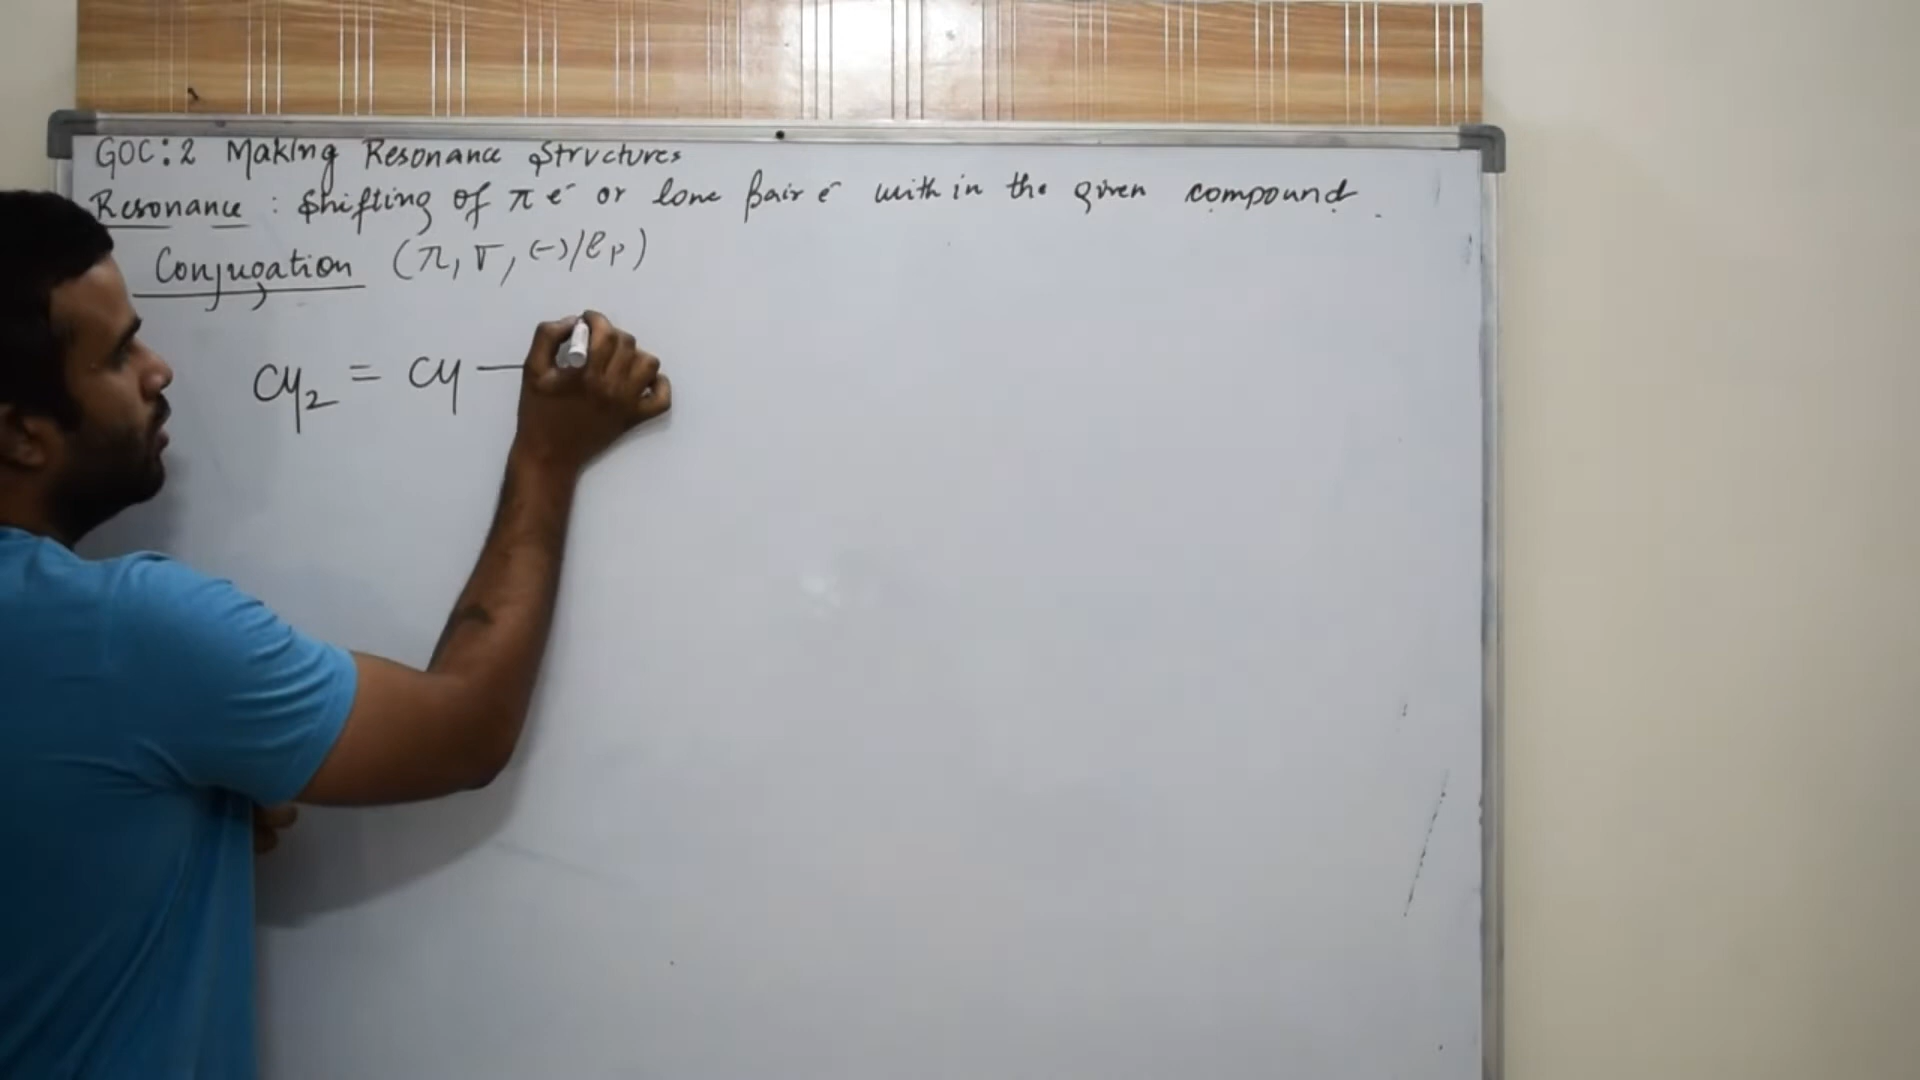 GOC: 2 Making Resonance Structures
Resonance : Shifting of π e⁻ or lone pair e⁻ with in the given compound.
Conjugation (π, σ, (-)/lp)
CH₂ = CH —